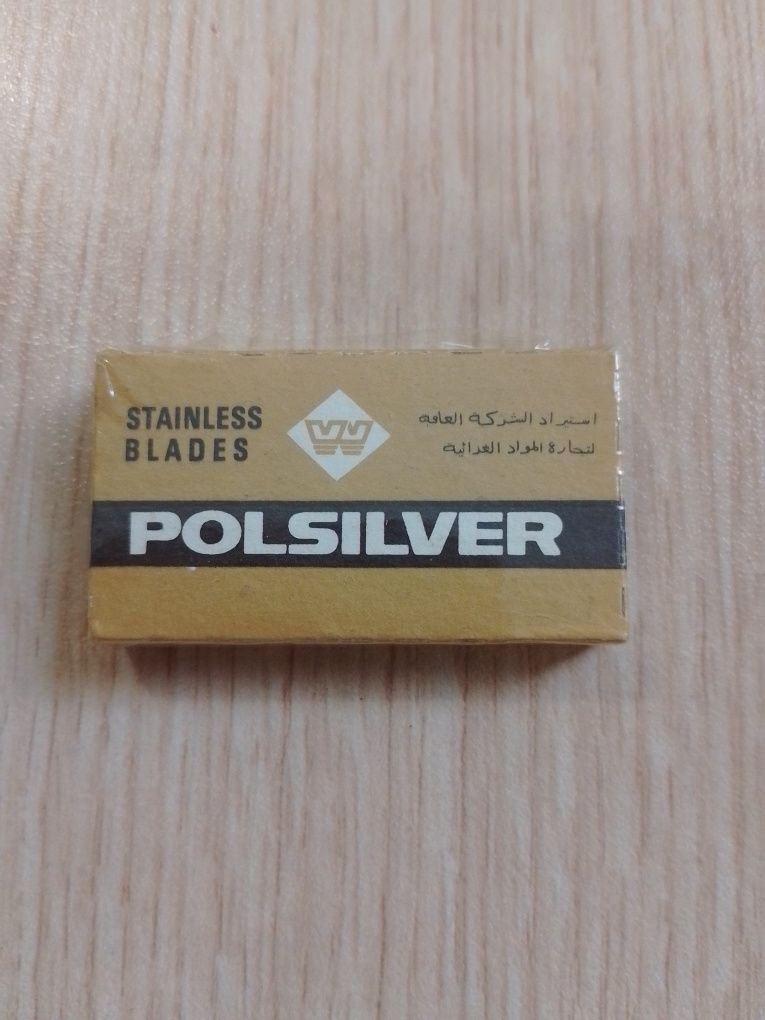 STAINLESS
BLADES
استيراد الشركة العامة
لتجارة المواد الغذائية
POLSILVER